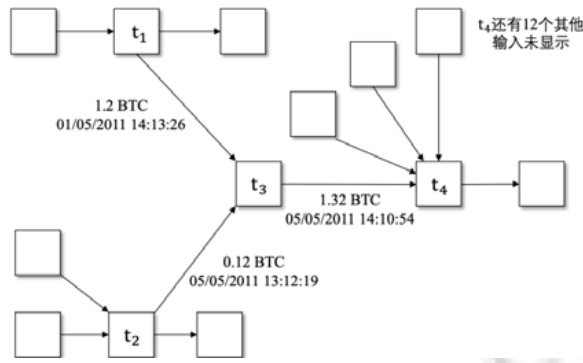 t₁
t₄还有12个其他
输入未显示
1.2 BTC
01/05/2011 14:13:26
t₃
1.32 BTC
05/05/2011 14:10:54
t₄
0.12 BTC
05/05/2011 13:12:19
t₂